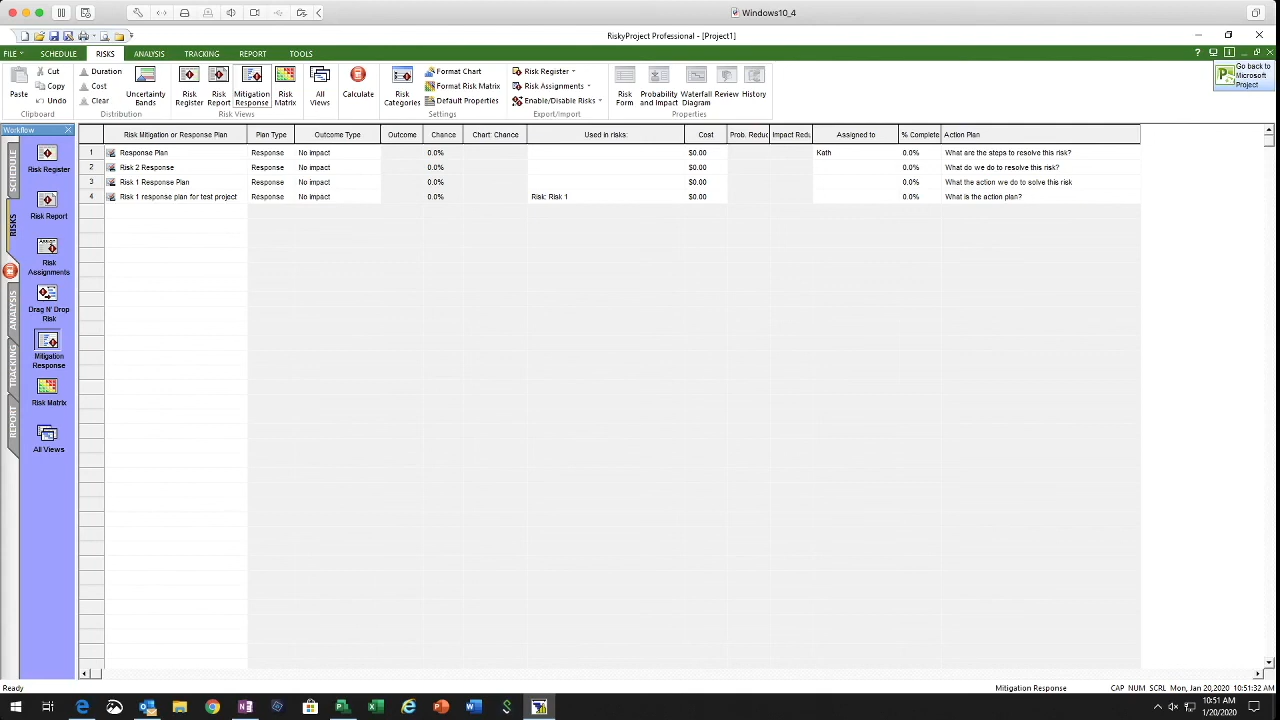 Windows10_4
RiskyProject Professional - [Project1]
FILE SCHEDULE RISKS ANALYSIS TRACKING REPORT TOOLS
Paste Cut Copy Undo
Clipboard
Duration Cost Clear
Distribution
Uncertainty Bands
Risk Register
Risk Report
Mitigation Response
Risk Matrix
Risk Views
All Views
Calculate
Risk Categories
Format Chart
Format Risk Matrix
Default Properties
Settings
Risk Register
Risk Assignments
Enable/Disable Risks
Export/Import
Risk Form
Probability and Impact
Waterfall Diagram
Review
History
Properties
Go back to Microsoft Project
Workflow
SCHEDULE
RISKS
ANALYSIS
TRACKING
REPORT
Risk Register
Risk Report
ASSIGN
Risk Assignments
Drag N' Drop Risk
Mitigation Response
Risk Matrix
All Views
Risk Mitigation or Response Plan Plan Type Outcome Type Outcome Chance Chart: Chance Used in risks: Cost Prob. Reduc Impact Redu Assigned to % Complete Action Plan
1 Response Plan Response No impact 0.0% $0.00 Kath 0.0% What are the steps to resolve this risk?
2 Risk 2 Response Response No impact 0.0% $0.00 0.0% What do we do to resolve this risk?
3 Risk 1 Response Plan Response No impact 0.0% $0.00 0.0% What the action we do to solve this risk
4 Risk 1 response plan for test project Response No impact 0.0% Risk: Risk 1 $0.00 0.0% What is the action plan?
Ready Mitigation Response CAP NUM SCRL Mon, Jan 20,2020 10:51:32 AM
10:51 AM
1/20/2020